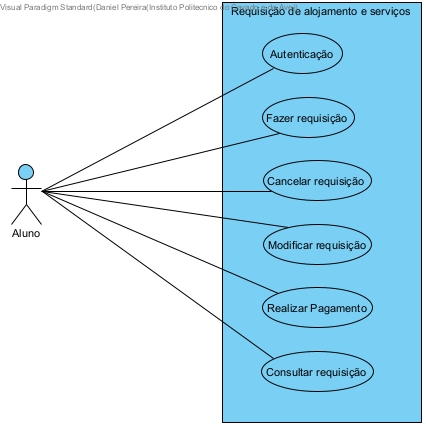 Visual Paradigm Standard(Daniel Pereira(Instituto Politecnico
Requisição de alojamento e serviços
Autenticação
Fazer requisição
Cancelar requisição
Aluno
Modificar requisição
Realizar Pagamento
Consultar requisição